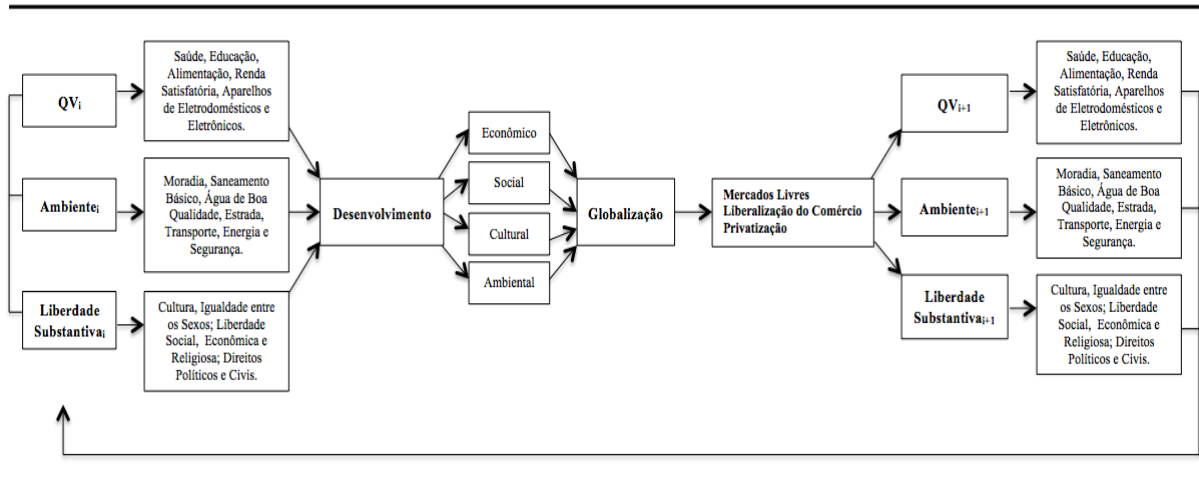 QVi
Saúde, Educação,
Alimentação, Renda
Satisfatória, Aparelhos
de Eletrodomésticos e
Eletrônicos.
Ambientei
Moradia, Saneamento
Básico, Água de Boa
Qualidade, Estrada,
Transporte, Energia e
Segurança.
Liberdade
Substantivai
Cultura, Igualdade entre
os Sexos; Liberdade
Social, Econômica e
Religiosa; Direitos
Políticos e Civis.
Desenvolvimento
Econômico
Social
Cultural
Ambiental
Globalização
Mercados Livres
Liberalização do Comércio
Privatização
QVi+1
Saúde, Educação,
Alimentação, Renda
Satisfatória, Aparelhos
de Eletrodomésticos e
Eletrônicos.
Ambientei+1
Moradia, Saneamento
Básico, Água de Boa
Qualidade, Estrada,
Transporte, Energia e
Segurança.
Liberdade
Substantivai+1
Cultura, Igualdade entre
os Sexos; Liberdade
Social, Econômica e
Religiosa; Direitos
Políticos e Civis.